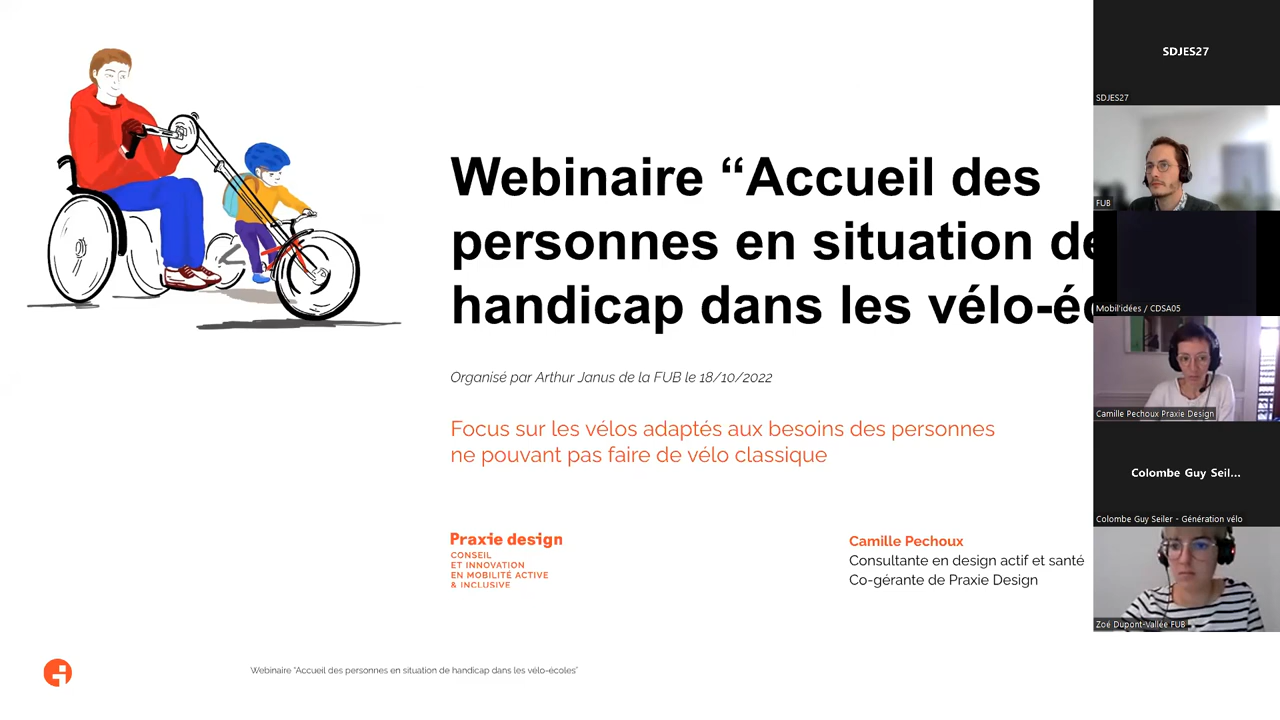 Webinaire “Accueil des
personnes en situation de
handicap dans les vélo-éc
Organisé par Arthur Janus de la FUB le 18/10/2022
Focus sur les vélos adaptés aux besoins des personnes
ne pouvant pas faire de vélo classique
Praxie design
CONSEIL
ET INNOVATION
EN MOBILITÉ ACTIVE
& INCLUSIVE
Camille Pechoux
Consultante en design actif et santé
Co-gérante de Praxie Design
Webinaire "Accueil des personnes en situation de handicap dans les vélo-écoles"
SDJES27
SDJES27
FUB
Mobil'idées / CDSA05
Camille Pechoux Praxie Design
Colombe Guy Seil...
Colombe Guy Seiler - Génération vélo
Zoé Dupont-Vallée FUB